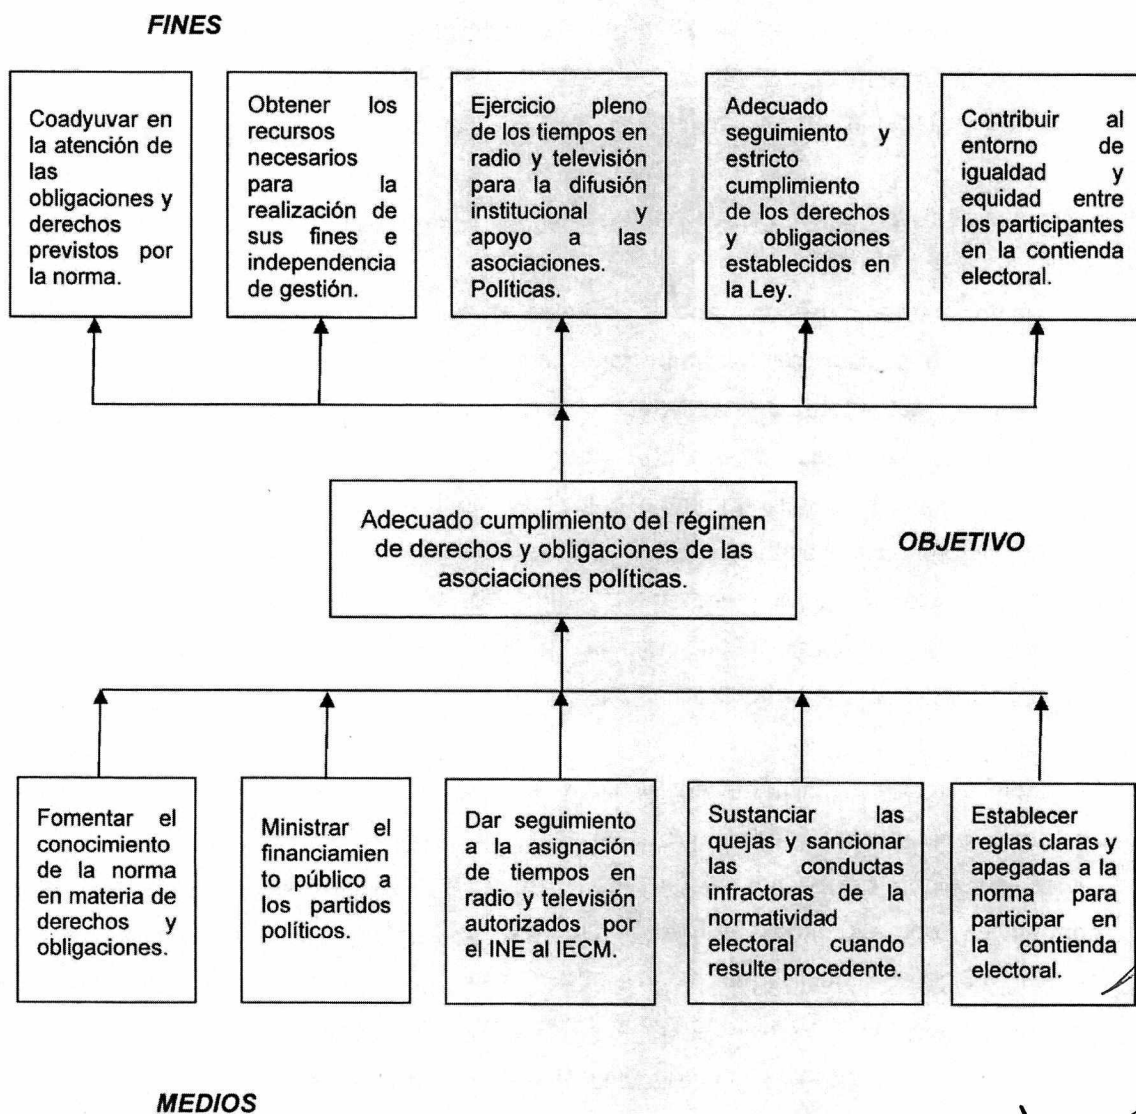 FINES
Coadyuvar en
la atención de
las
obligaciones y
derechos
previstos por
la norma.
Obtener los
recursos
necesarios
para la
realización de
sus fines e
independencia
de gestión.
Ejercicio pleno
de los tiempos en
radio y televisión
para la difusión
institucional y
apoyo a las
asociaciones.
Políticas.
Adecuado
seguimiento y
estricto
cumplimiento
de los derechos
y obligaciones
establecidos en
la Ley.
Contribuir al
entorno de
igualdad y
equidad entre
los participantes
en la contienda
electoral.
Adecuado cumplimiento del régimen
de derechos y obligaciones de las
asociaciones políticas.
OBJETIVO
Fomentar el
conocimiento
de la norma
en materia de
derechos y
obligaciones.
Ministrar el
financiamien
to público a
los partidos
políticos.
Dar seguimiento
a la asignación
de tiempos en
radio y televisión
autorizados por
el INE al IECM.
Sustanciar las
quejas y sancionar
las conductas
infractoras de la
normatividad
electoral cuando
resulte procedente.
Establecer
reglas claras y
apegadas a la
norma para
participar en
la contienda
electoral.
MEDIOS